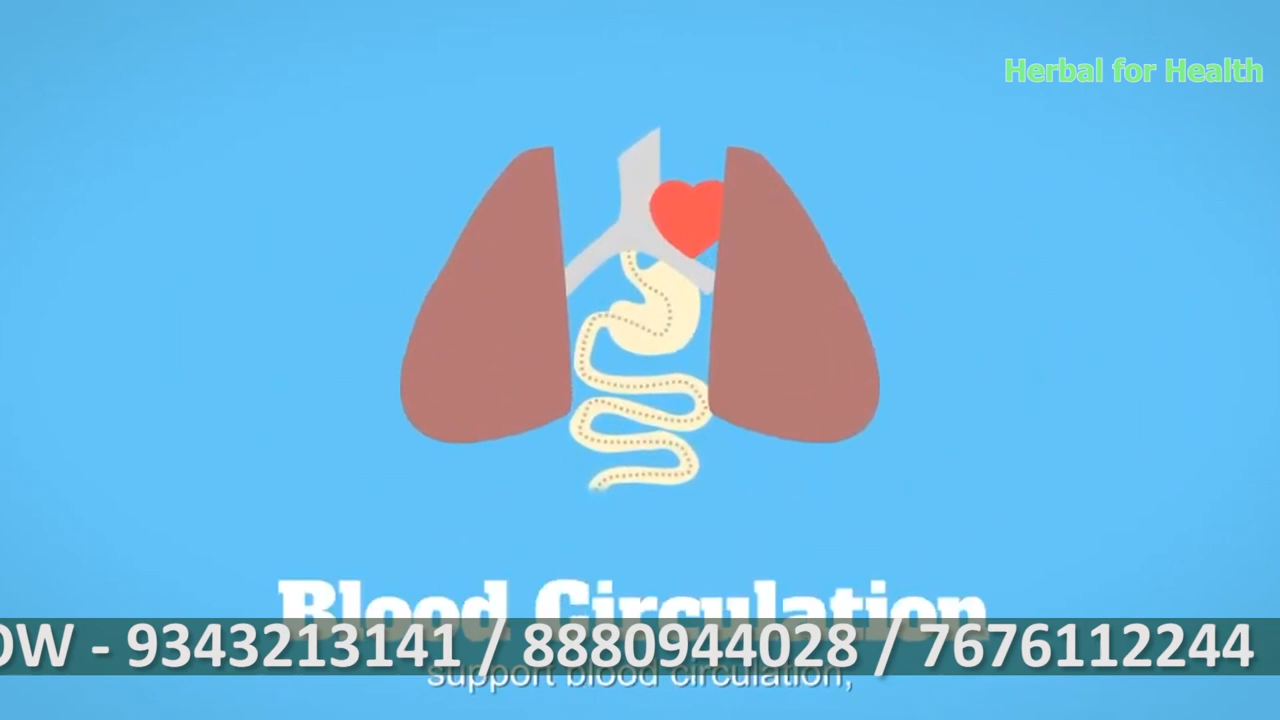 Herbal for Health
Blood Circulation
OW - 9343213141 / 8880944028 / 7676112244
support blood circulation,